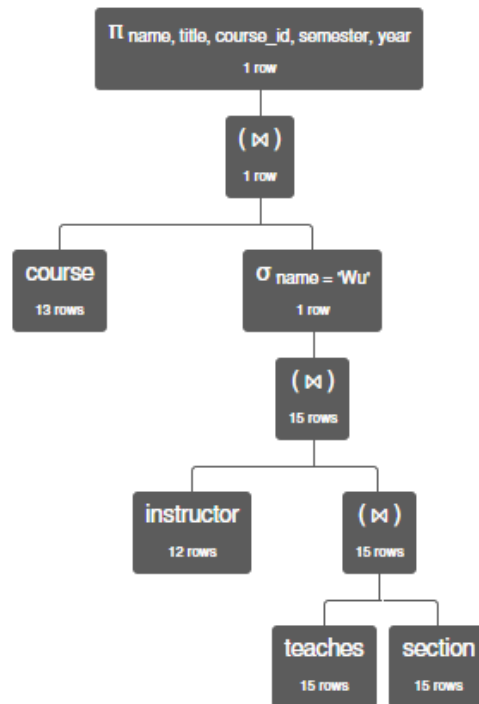 π name, title, course_id, semester, year
1 row
( ⋈ )
1 row
course
13 rows
σ name = 'Wu'
1 row
( ⋈ )
15 rows
instructor
12 rows
( ⋈ )
15 rows
teaches
15 rows
section
15 rows